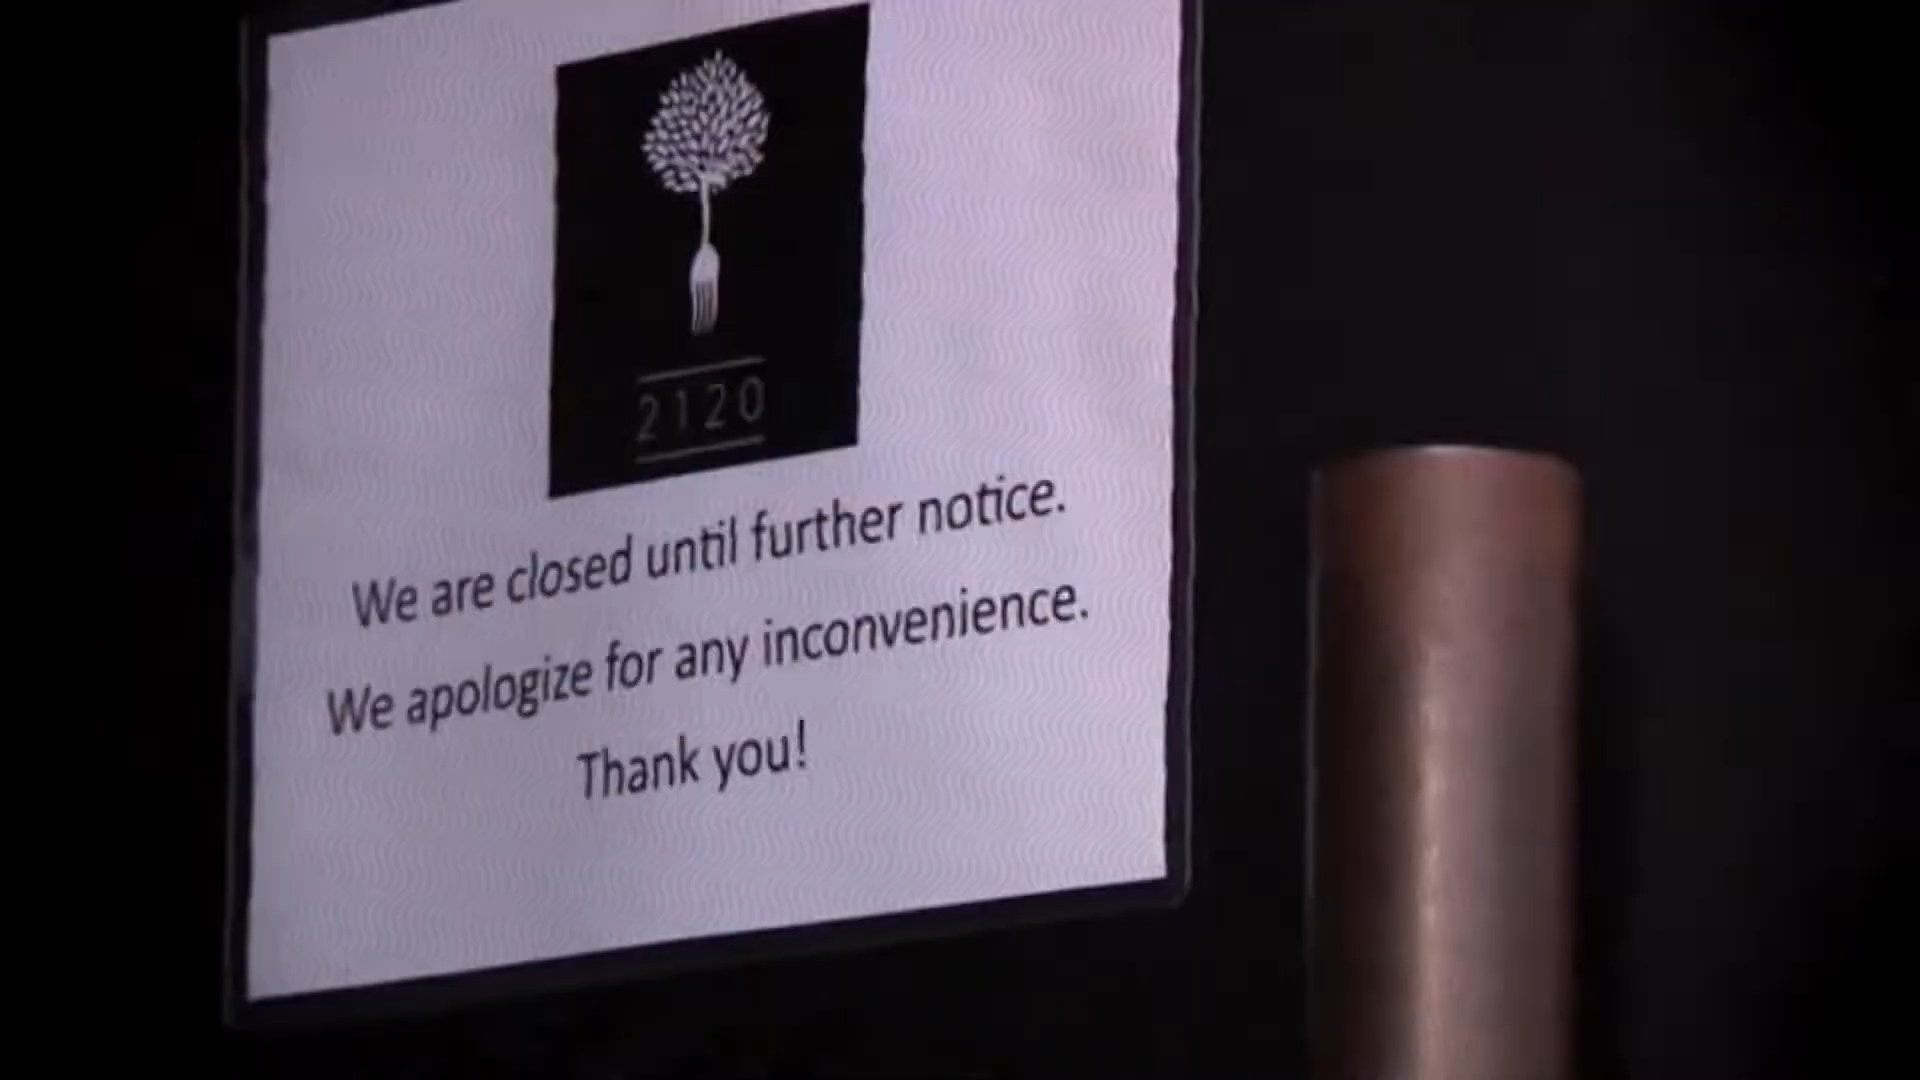 2120
We are closed until further notice.
We apologize for any inconvenience.
Thank you!